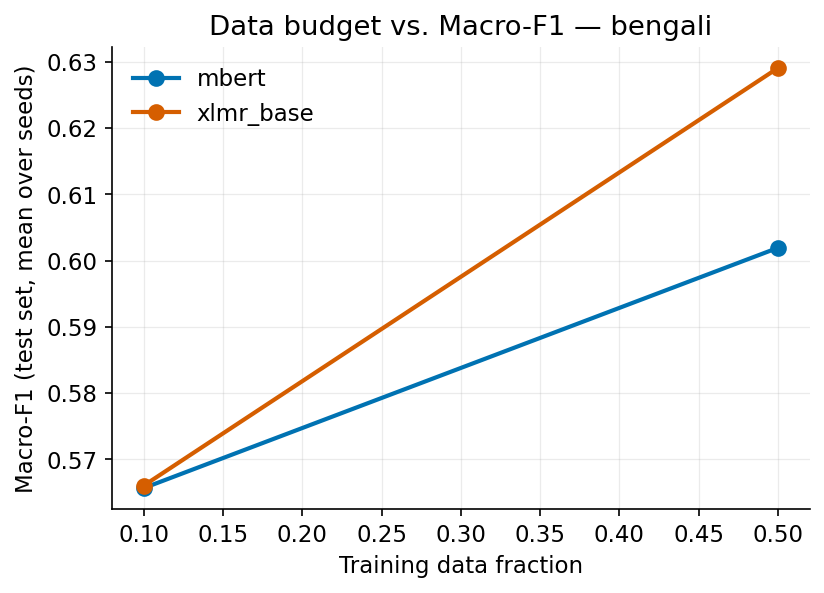 Data budget vs. Macro-F1 — bengali
Macro-F1 (test set, mean over seeds)
0.63
0.62
0.61
0.60
0.59
0.58
0.57
mbert
xlmr_base
0.10 0.15 0.20 0.25 0.30 0.35 0.40 0.45 0.50
Training data fraction